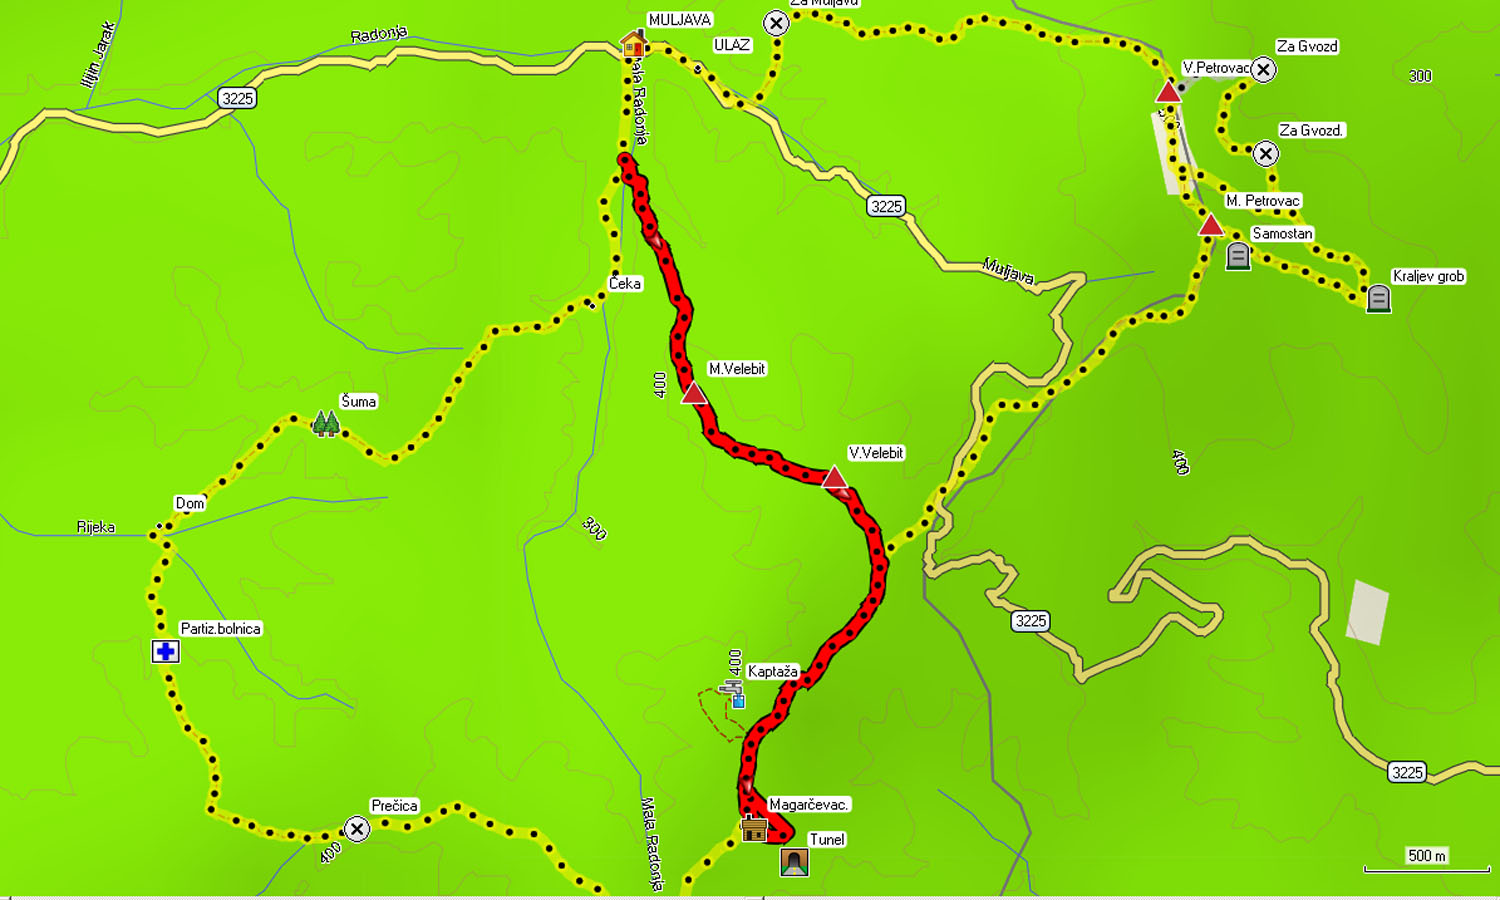 Za Muljavu
MULJAVA
Ilijin Jarak
Radonja
ULAZ
Za Gvozd
V.Petrovac
300
3225
Mala Radonja
Za Gvozd.
3225
M. Petrovac
Samostan
Muljava
Kraljev grob
Čeka
M.Velebit
400
Šuma
V.Velebit
400
Dom
Rijeka
300
3225
Partiz.bolnica
400
Kaptaža
3225
Prečica
Magarčevac.
Mala Radonja
Tunel
400
500 m